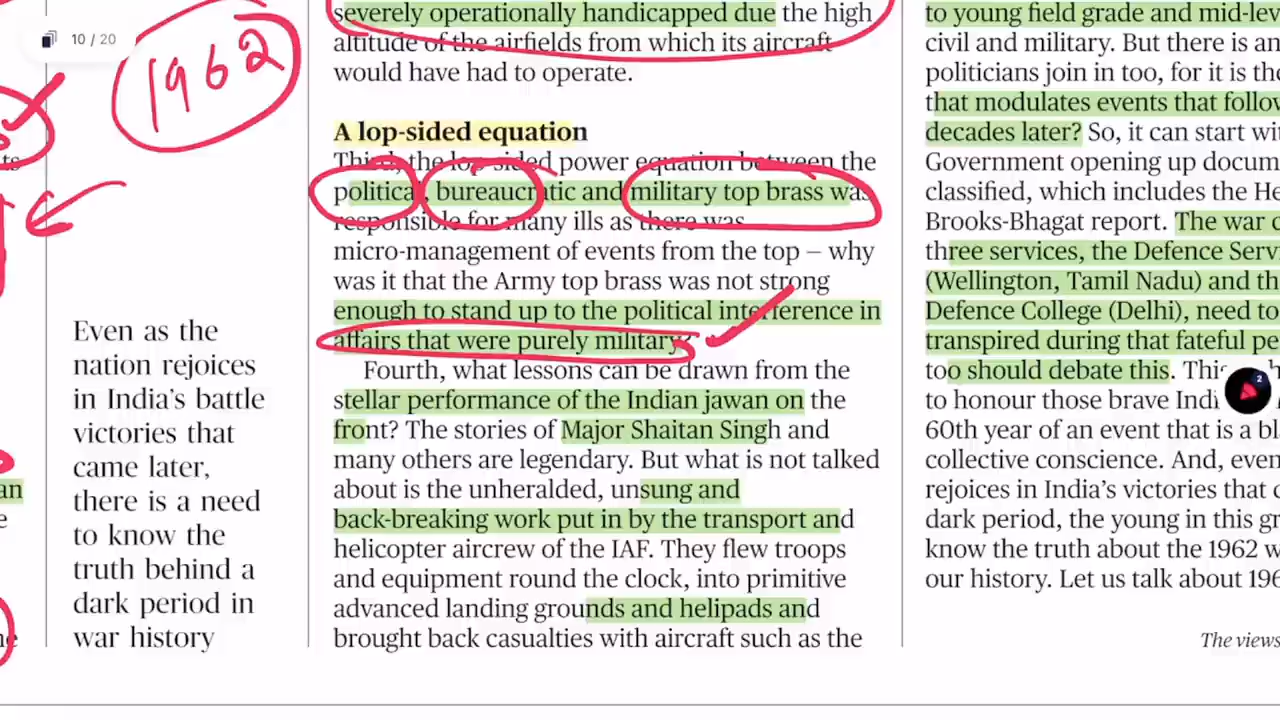 10 / 20
1962
an
Even as the
nation rejoices
in India's battle
victories that
came later,
there is a need
to know the
truth behind a
dark period in
war history
severely operationally handicapped due the high
altitude of the airfields from which its aircraft
would have had to operate.
A lop-sided equation
Third, the lop-sided power equation between the
political, bureaucratic and military top brass was
responsible for many ills as there was
micro-management of events from the top – why
was it that the Army top brass was not strong
enough to stand up to the political interference in
affairs that were purely military?
Fourth, what lessons can be drawn from the
stellar performance of the Indian jawan on the
front? The stories of Major Shaitan Singh and
many others are legendary. But what is not talked
about is the unheralded, unsung and
back-breaking work put in by the transport and
helicopter aircrew of the IAF. They flew troops
and equipment round the clock, into primitive
advanced landing grounds and helipads and
brought back casualties with aircraft such as the
to young field grade and mid-lev
civil and military. But there is an
politicians join in too, for it is the
that modulates events that follow
decades later? So, it can start wi
Government opening up docum
classified, which includes the He
Brooks-Bhagat report. The war c
three services, the Defence Servi
(Wellington, Tamil Nadu) and th
Defence College (Delhi), need to
transpired during that fateful pe
too should debate this.
to honour those brave Indi
60th year of an event that is a bl
collective conscience. And, even
rejoices in India's victories that c
dark period, the young in this gr
know the truth about the 1962 w
our history. Let us talk about 196
The views